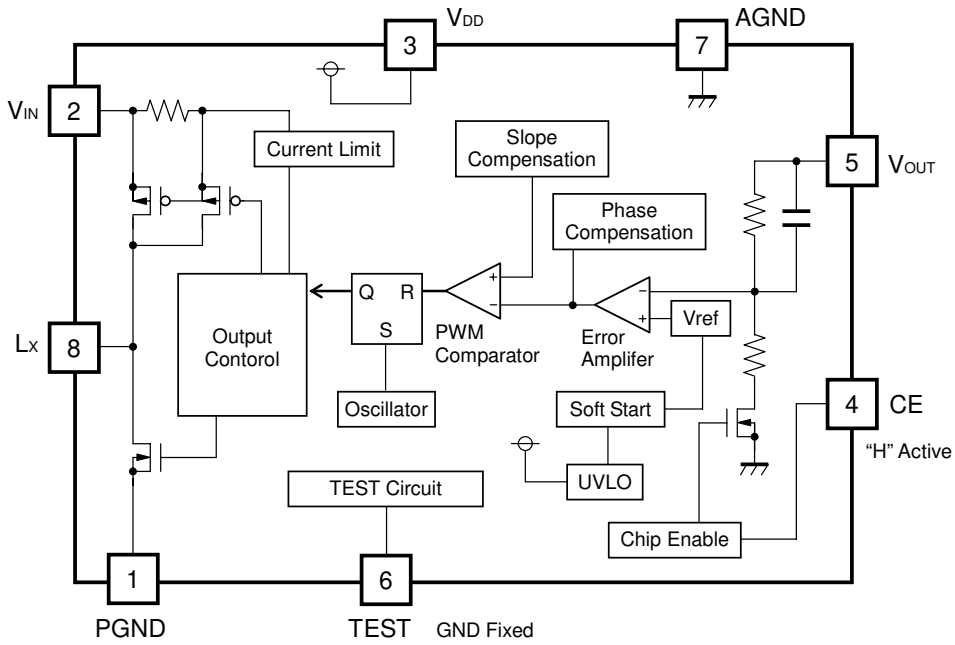 VDD
AGND
3
7
VIN
2
Current Limit
Slope
Compensation
5
VOUT
Phase
Compensation
Q
R
S
+
−
PWM
Comparator
−
+
Error
Amplifer
Vref
LX
8
Output
Contorol
Oscillator
Soft Start
4
CE
“H” Active
UVLO
TEST Circuit
Chip Enable
1
6
PGND
TEST
GND Fixed